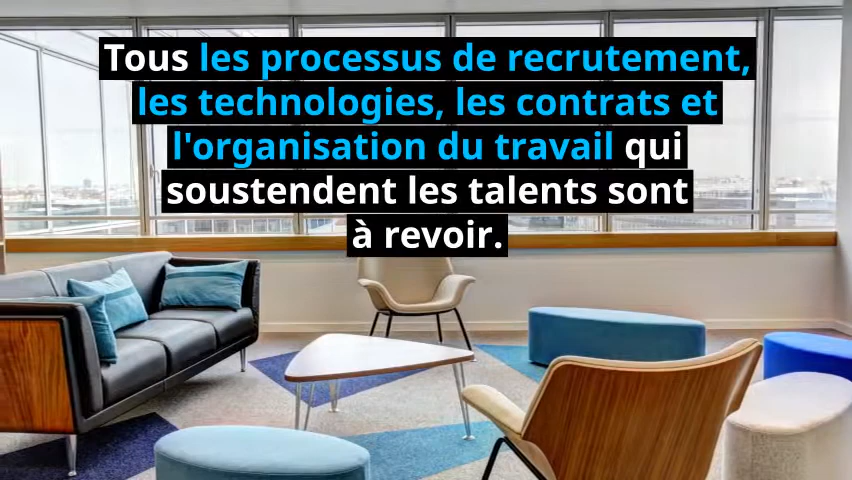 Tous les processus de recrutement,
les technologies, les contrats et
l'organisation du travail qui
soustendent les talents sont
à revoir.